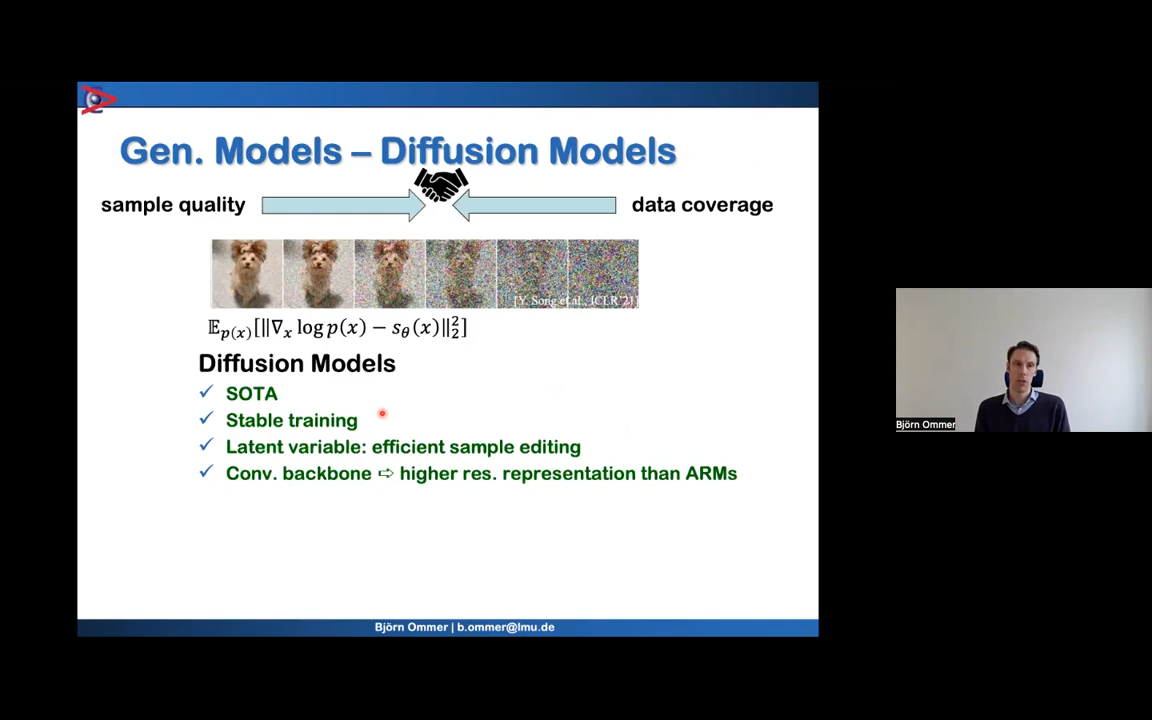 Gen. Models – Diffusion Models
sample quality
data coverage
[Y. Song et al., ICLR'21]
𝔼ₚ₍ₓ₎[‖∇ₓ log p(x) − s_θ(x)‖₂²]
Diffusion Models
✓ SOTA
✓ Stable training
✓ Latent variable: efficient sample editing
✓ Conv. backbone ⇨ higher res. representation than ARMs
Björn Ommer
Björn Ommer | b.ommer@lmu.de